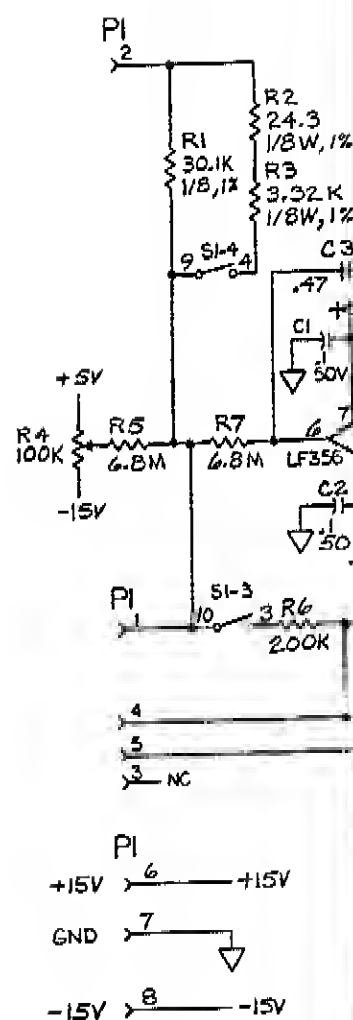 P1
2
R2
24.3
1/8W, 1%
R1
30.1K
1/8, 1%
R3
3.32K
1/8W, 1%
9 S1-4 4
C3
.47
+
C1
.1
50V
+5V
R4
100K
R5
6.8M
R7
6.8M
6
7
LF356
-15V
C2
.1
50
P1
1
10
S1-3
3 R6
200K
4
5
3 NC
P1
+15V 6 +15V
GND 7
-15V 8 -15V